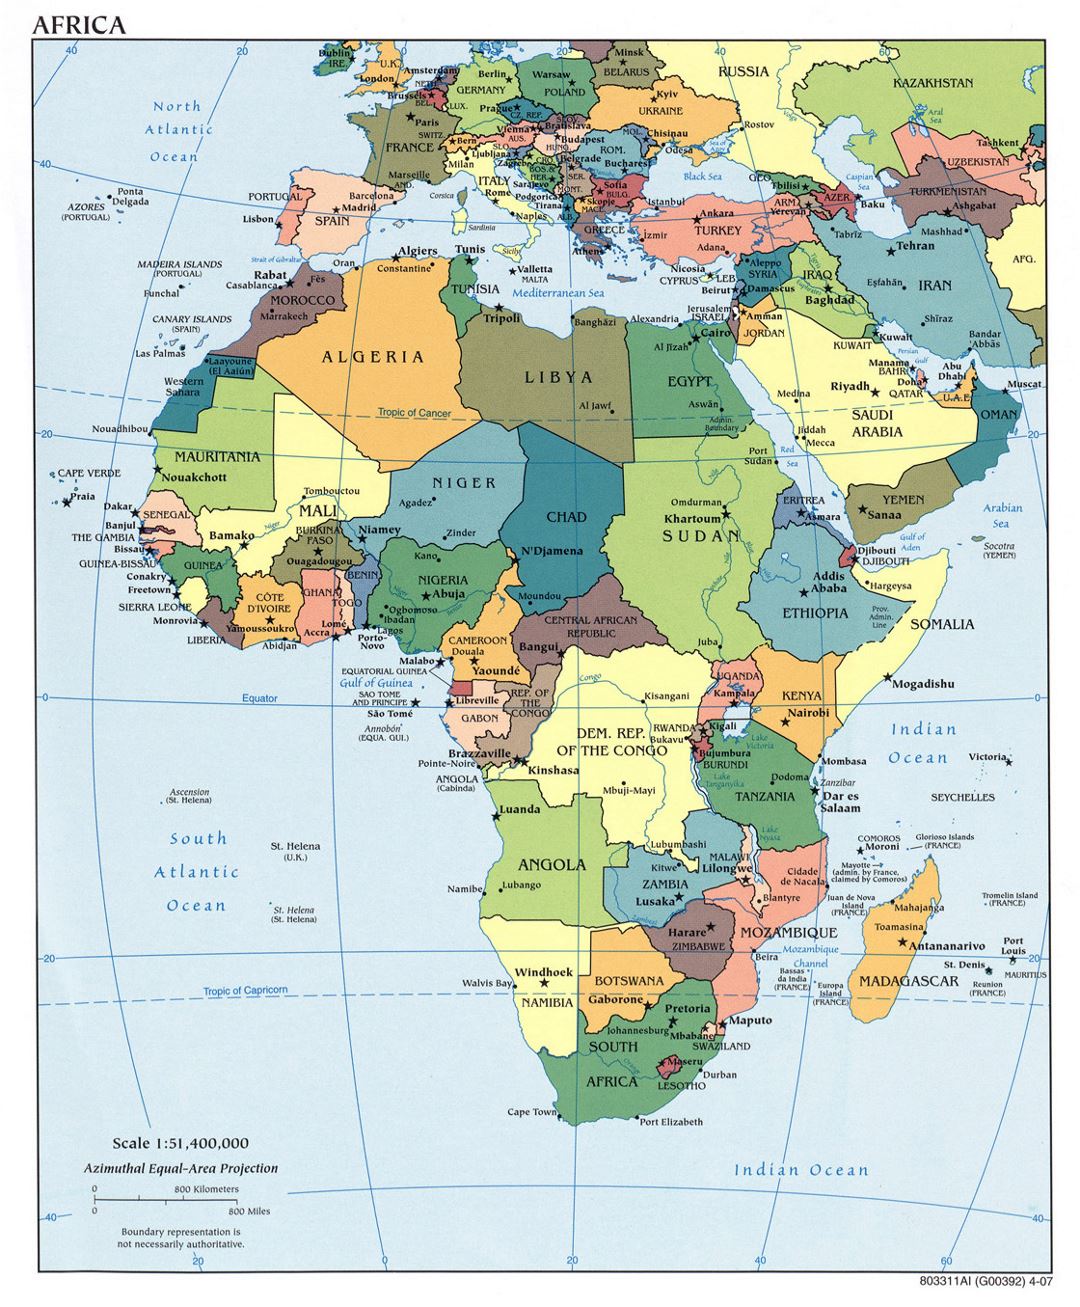 AFRICA
40
20
0
20
40
60
Dublin
IRE.
U.K.
London
Amsterdam
NETH.
Brussels
BEL.
LUX.
Berlin
GERMANY
Warsaw
POLAND
Minsk
BELARUS
RUSSIA
KAZAKHSTAN
Aral
Sea
Kyiv
UKRAINE
Prague
CZ. REP.
SLOV.
Paris
FRANCE
SWITZ.
Bern
Vienna
AUS.
Bratislava
Budapest
HUNG.
MOL.
Chisinau
Odesa
Rostov
Sea of
Azov
Volga
Tashkent
UZBEKISTAN
TURKMENISTAN
Ashgabat
Ljubljana
SLO.
Zagreb
CRO.
Belgrade
ROM.
Bucharest
Milan
BOS. &
HER.
SER.
Sarajevo
MONT.
Podgorica
Sofia
BULG.
Skopje
MACE.
Tirana
ALB.
Marseille
AND.
Corsica
ITALY
Rome
Naples
Sardinia
Sicily
Black Sea
Istanbul
GEO.
Tbilisi
ARM.
Yerevan
AZER.
Baku
Caspian
Sea
North
Atlantic
Ocean
40
AZORES
(PORTUGAL)
Ponta
Delgada
PORTUGAL
Lisbon
Madrid
SPAIN
Barcelona
GREECE
Athens
İzmir
Ankara
TURKEY
Adana
Tabrīz
Tehran
Mashhad
AFG.
Strait of Gibraltar
Algiers
Oran
Constantine
Tunis
TUNISIA
Valletta
MALTA
Mediterranean Sea
Nicosia
CYPRUS
LEB.
Beirut
Aleppo
SYRIA
Damascus
IRAQ
Euphrates
Baghdad
Eşfahān
IRAN
Shīraz
Bandar
'Abbās
MADEIRA ISLANDS
(PORTUGAL)
Funchal
Rabat
Casablanca
Fès
MOROCCO
Marrakech
CANARY ISLANDS
(SPAIN)
Las Palmas
Tripoli
Banghāzī
Alexandria
Jerusalem
ISRAEL
Amman
JORDAN
Cairo
Al Jīzah
Kuwait
KUWAIT
Persian
Gulf
Manama
BAHR.
Doha
QATAR
Abu
Dhabi
U.A.E.
Muscat
OMAN
Laayoune
(El Aaiún)
Western
Sahara
ALGERIA
LIBYA
Al Jawf
EGYPT
Aswān
Admin.
Boundary
Medina
Riyadh
SAUDI
ARABIA
Jiddah
Mecca
Tropic of Cancer
Nouadhibou
20
20
MAURITANIA
Nouakchott
Port
Sudan
Red
Sea
CAPE VERDE
Praia
Dakar
SENEGAL
Banjul
THE GAMBIA
Bissau
GUINEA-BISSAU
GUINEA
Conakry
Freetown
SIERRA LEONE
Monrovia
LIBERIA
Tombouctou
MALI
Niger
Bamako
BURKINA
FASO
Ouagadougou
Niamey
Agadez
NIGER
Zinder
CHAD
N'Djamena
Moundou
Omdurman
Khartoum
SUDAN
Juba
ERITREA
Asmara
YEMEN
Sanaa
Arabian
Sea
Gulf of
Aden
Socotra
(YEMEN)
Djibouti
DJIBOUTI
Addis
Ababa
ETHIOPIA
Hargeysa
Prov.
Admin.
Line
SOMALIA
Mogadishu
CÔTE
D'IVOIRE
Yamoussoukro
Abidjan
GHANA
Accra
TOGO
Lomé
BENIN
Porto-
Novo
Kano
NIGERIA
Abuja
Ogbomoso
Ibadan
Lagos
Benue
CAMEROON
Douala
Yaoundé
Malabo
EQUATORIAL GUINEA
Gulf of Guinea
SAO TOME
AND PRINCIPE
São Tomé
Annobón
(EQUA. GUI.)
CENTRAL AFRICAN
REPUBLIC
Bangui
Equator
0
0
Libreville
GABON
REP. OF
THE
CONGO
Brazzaville
Pointe-Noire
Kinshasa
ANGOLA
(Cabinda)
Congo
Kisangani
DEM. REP.
OF THE CONGO
Mbuji-Mayi
Lubumbashi
UGANDA
Kampala
KENYA
Nairobi
RWANDA
Kigali
Bukavu
Bujumbura
BURUNDI
Lake
Victoria
Lake
Tanganyika
Dodoma
TANZANIA
Mombasa
Zanzibar
Dar es
Salaam
Indian
Ocean
Victoria
SEYCHELLES
Ascension
(St. Helena)
South
Atlantic
Ocean
St. Helena
(U.K.)
St. Helena
(St. Helena)
Luanda
ANGOLA
Namibe
Lubango
Kitwe
ZAMBIA
Lusaka
Zambezi
MALAWI
Lilongwe
Lake
Nyasa
Blantyre
Cidade
de Nacala
COMOROS
Moroni
Glorioso Islands
(FRANCE)
Mayotte
(admin. by France,
claimed by Comoros)
Juan de Nova
Island
(FRANCE)
Mahajanga
Toamasina
Antananarivo
MADAGASCAR
Tromelin Island
(FRANCE)
Port
Louis
MAURITIUS
St. Denis
Reunion
(FRANCE)
Harare
ZIMBABWE
MOZAMBIQUE
Beira
Mozambique
Channel
Bassas
da India
(FRANCE)
Europa
Island
(FRANCE)
20
20
Windhoek
Walvis Bay
NAMIBIA
BOTSWANA
Gaborone
Tropic of Capricorn
Pretoria
Johannesburg
Maputo
Mbabane
SWAZILAND
SOUTH
AFRICA
Orange
Maseru
LESOTHO
Durban
Cape Town
Port Elizabeth
Indian Ocean
Scale 1:51,400,000
Azimuthal Equal-Area Projection
0
800 Kilometers
0
800 Miles
Boundary representation is
not necessarily authoritative.
40
40
20
0
20
40
60
803311AI (G00392) 4-07